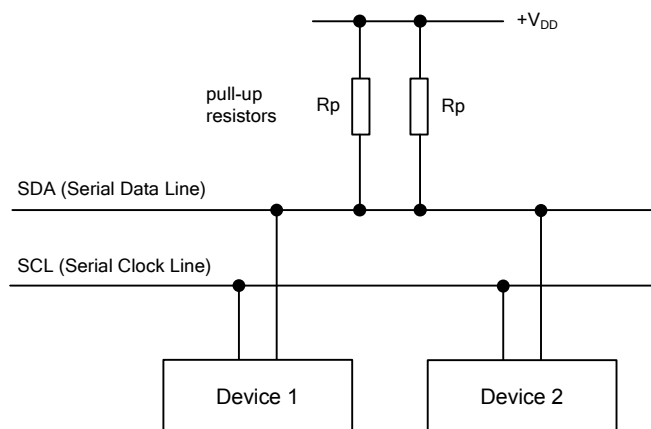 +VDD
pull-up
resistors
Rp
Rp
SDA (Serial Data Line)
SCL (Serial Clock Line)
Device 1
Device 2